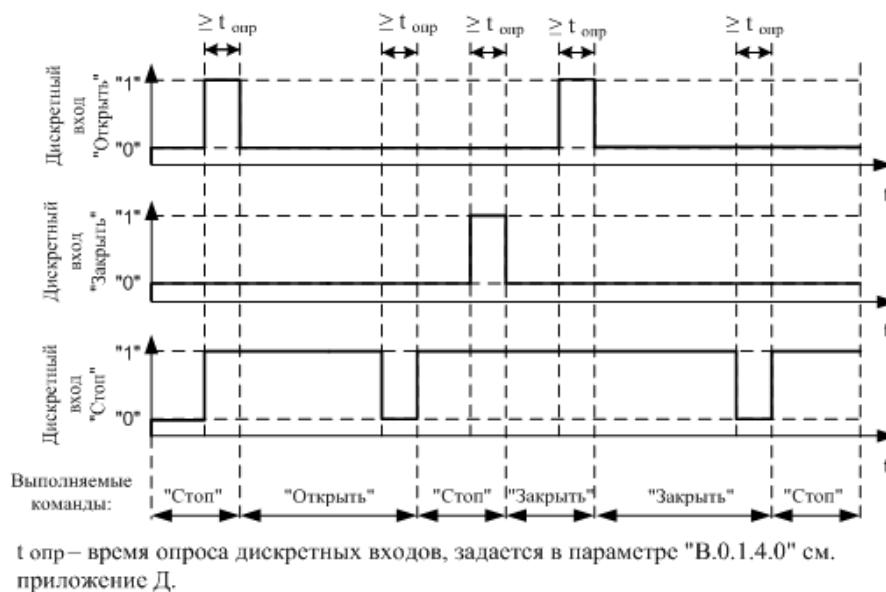 ≥ t опр ≥ t опр ≥ t опр ≥ t опр ≥ t опр
Дискретный
вход
"Открыть"
"1"
"0"
t
Дискретный
вход
"Закрыть"
"1"
"0"
t
Дискретный
вход
"Стоп"
"1"
"0"
t
Выполняемые
команды:
"Стоп" "Открыть" "Стоп" "Закрыть" "Закрыть" "Стоп"
t опр – время опроса дискретных входов, задается в параметре "В.0.1.4.0" см.
приложение Д.